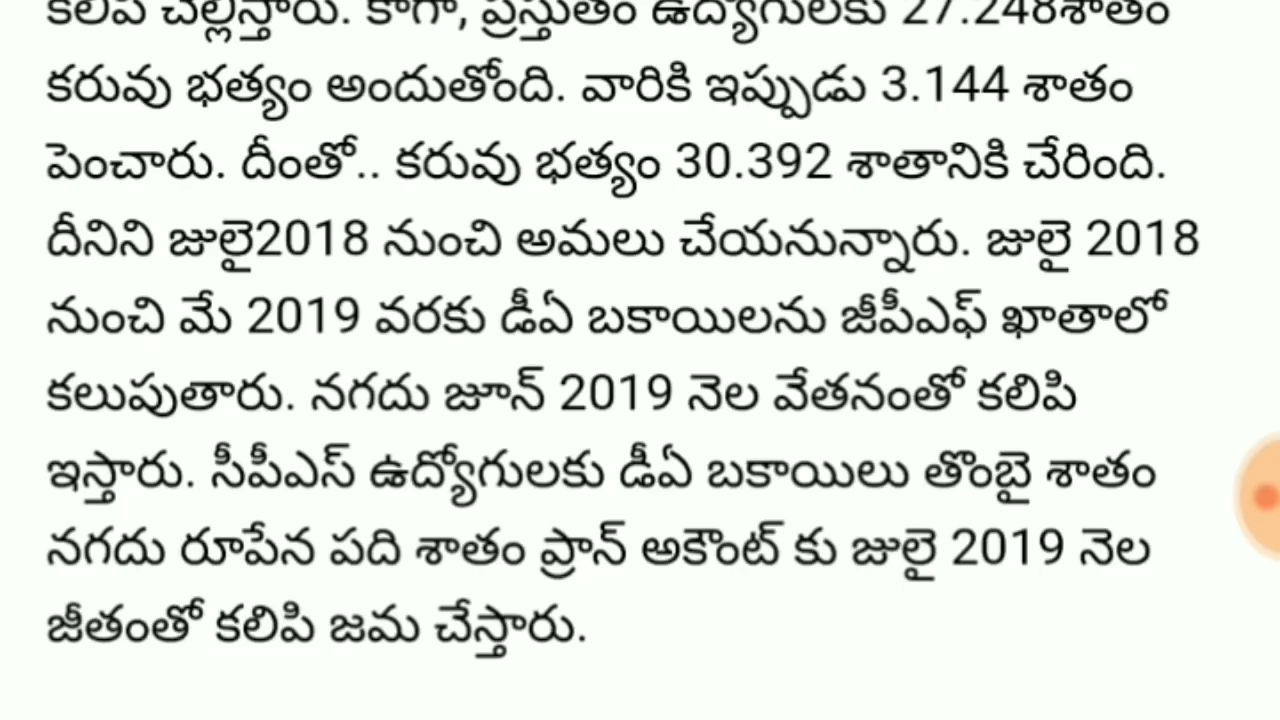 కలిపి చెల్లిస్తారు. కాగా, ప్రస్తుతం ఉద్యోగులకు 27.248శాతం
కరువు భత్యం అందుతోంది. వారికి ఇప్పుడు 3.144 శాతం
పెంచారు. దీంతో.. కరువు భత్యం 30.392 శాతానికి చేరింది.
దీనిని జులై2018 నుంచి అమలు చేయనున్నారు. జులై 2018
నుంచి మే 2019 వరకు డీఏ బకాయిలను జీపీఎఫ్ ఖాతాలో
కలుపుతారు. నగదు జూన్ 2019 నెల వేతనంతో కలిపి
ఇస్తారు. సీపీఎస్ ఉద్యోగులకు డీఏ బకాయిలు తొంబై శాతం
నగదు రూపేన పది శాతం ప్రాన్ అకౌంట్ కు జులై 2019 నెల
జీతంతో కలిపి జమ చేస్తారు.